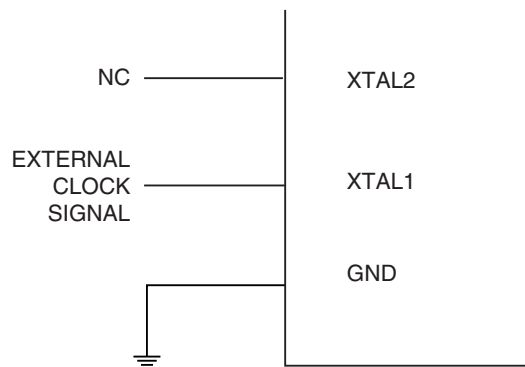 NC
XTAL2
EXTERNAL
CLOCK
SIGNAL
XTAL1
GND